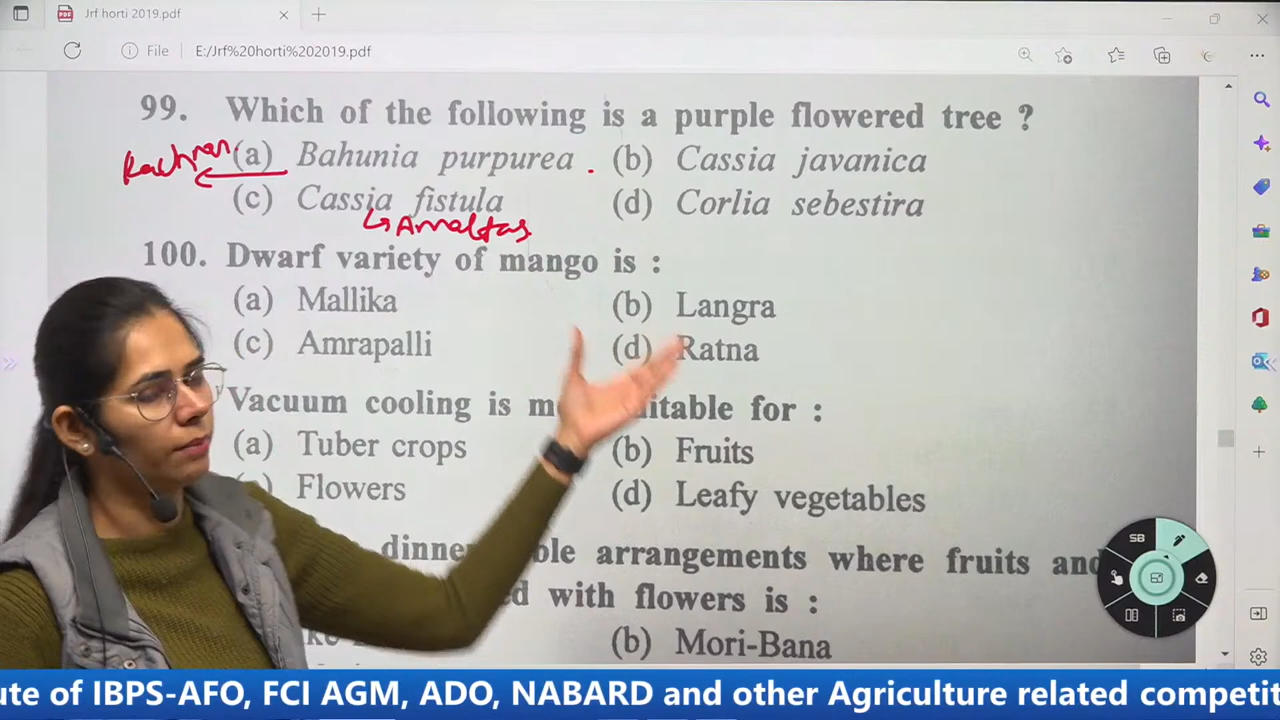 Jrf horti 2019.pdf
File E:/Jrf%20horti%202019.pdf
99. Which of the following is a purple flowered tree ?
Kachnar (a) Bahunia purpurea . (b) Cassia javanica
(c) Cassia fistula (d) Corlia sebestira
↳ Amaltas
100. Dwarf variety of mango is :
(a) Mallika (b) Langra
(c) Amrapalli (d) Ratna
Vacuum cooling is for :
(a) Tuber crops (b) Fruits
Flowers (d) Leafy vegetables
arrangements where fruits and
with flowers is :
(b) Mori-Bana
SB
ute of IBPS-AFO, FCI AGM, ADO, NABARD and other Agriculture related competit